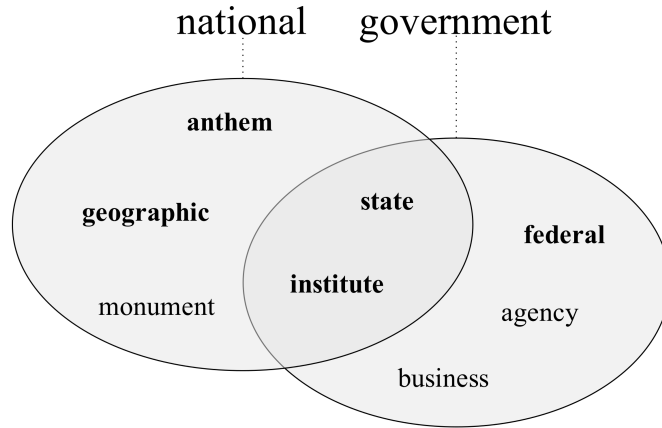 national government
anthem
state
geographic
federal
institute
monument
agency
business